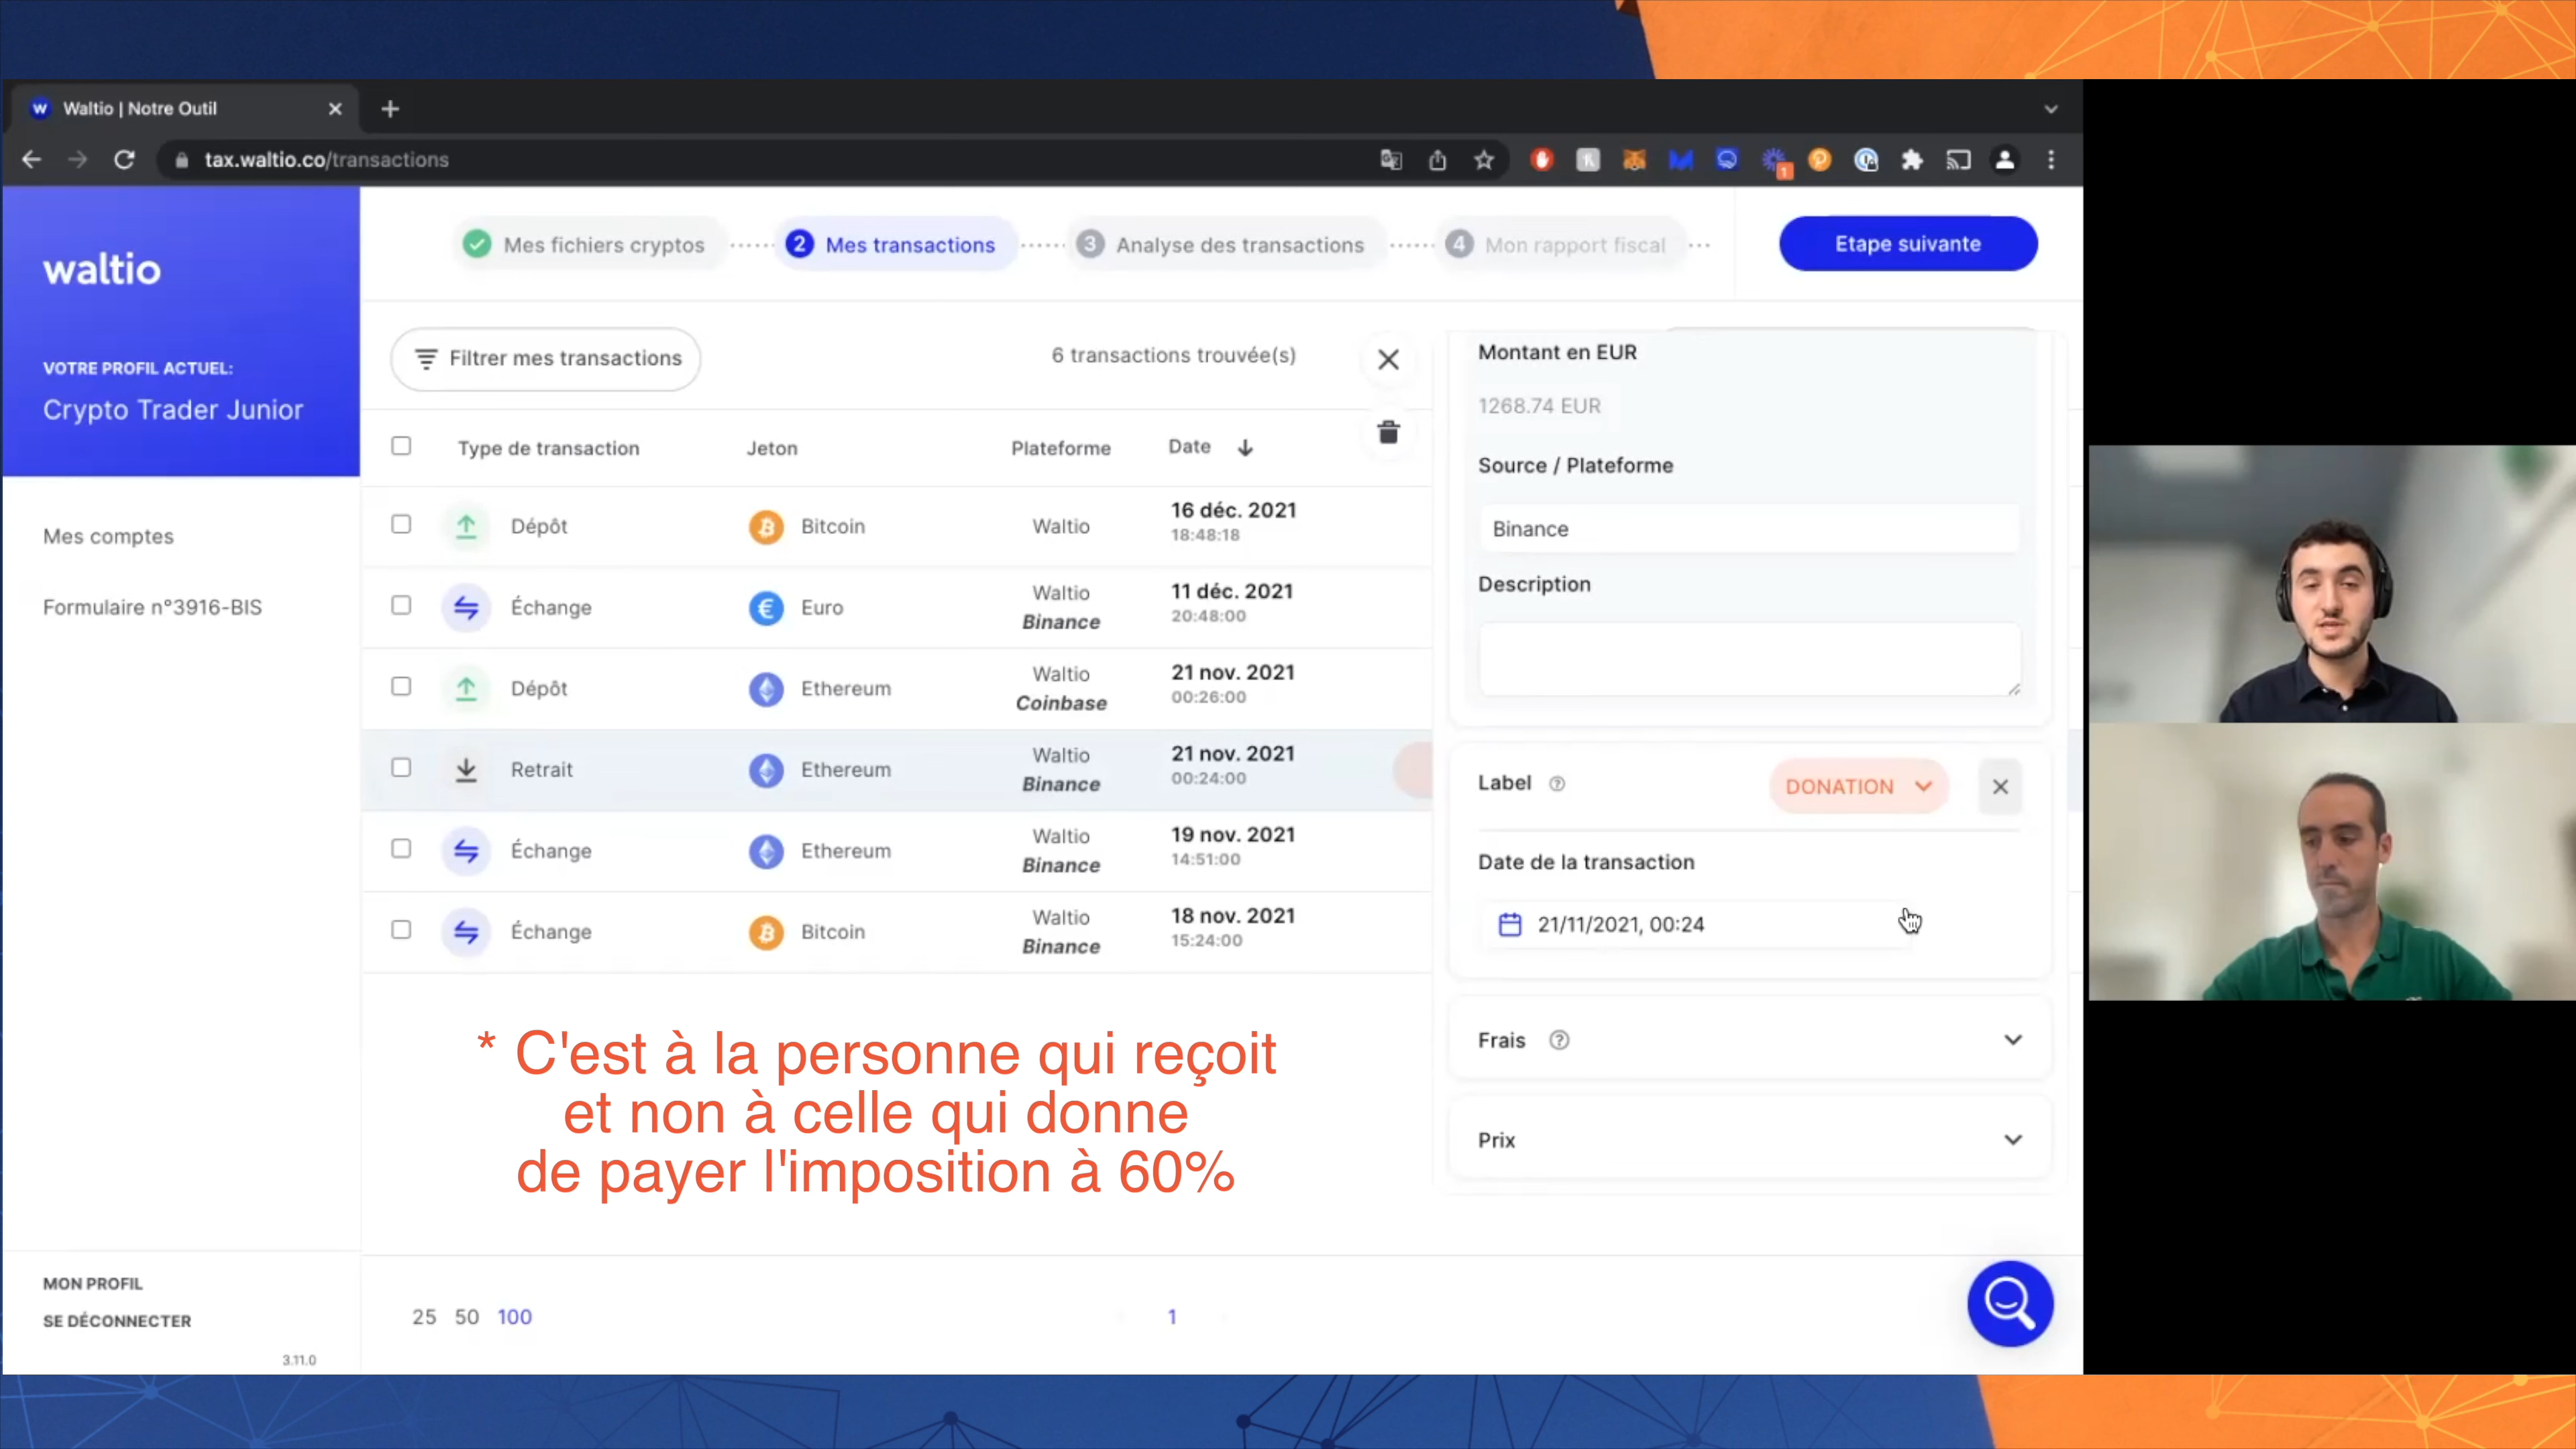 Waltio | Notre Outil
tax.waltio.co/transactions
1
waltio
VOTRE PROFIL ACTUEL:
Crypto Trader Junior
Mes comptes
Formulaire n°3916-BIS
MON PROFIL
SE DÉCONNECTER
3.11.0
Mes fichiers cryptos
2 Mes transactions
3 Analyse des transactions
4 Mon rapport fiscal
Etape suivante
Filtrer mes transactions
6 transactions trouvée(s)
Type de transaction Jeton Plateforme Date
Dépôt Bitcoin Waltio 16 déc. 2021
18:48:18
Échange Euro Waltio 11 déc. 2021
Binance 20:48:00
Dépôt Ethereum Waltio 21 nov. 2021
Coinbase 00:26:00
Retrait Ethereum Waltio 21 nov. 2021
Binance 00:24:00
Échange Ethereum Waltio 19 nov. 2021
Binance 14:51:00
Échange Bitcoin Waltio 18 nov. 2021
Binance 15:24:00
* C'est à la personne qui reçoit
et non à celle qui donne
de payer l'imposition à 60%
25 50 100
1
Montant en EUR
1268.74 EUR
Source / Plateforme
Binance
Description
Label DONATION
Date de la transaction
21/11/2021, 00:24
Frais
Prix